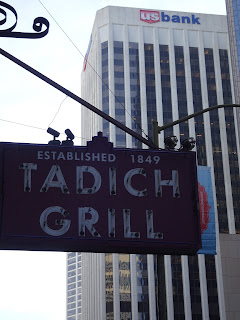 usbank
ESTABLISHED 1849
TADICH
GRILL